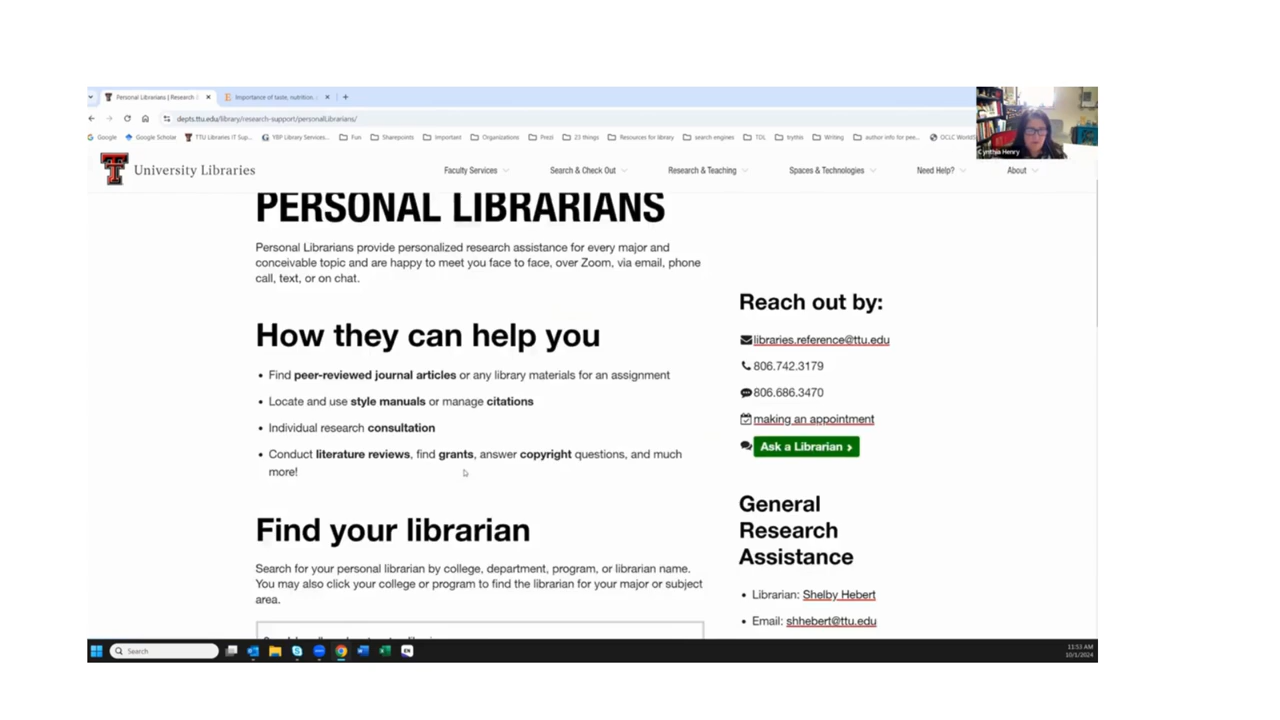 Personal Librarians | Research
Importance of taste, nutrition
depts.ttu.edu/library/research-support/personalLibrarians/
Google
Google Scholar
TTU Libraries IT Sup...
YBP Library Services...
Fun
Sharepoints
Important
Organizations
Prezi
23 things
Resources for library
search engines
TDL
trythis
Writing
author info for pee...
Cynthia Henry
University Libraries
Faculty Services
Search & Check Out
Research & Teaching
Spaces & Technologies
Need Help?
About
PERSONAL LIBRARIANS
Personal Librarians provide personalized research assistance for every major and
conceivable topic and are happy to meet you face to face, over Zoom, via email, phone
call, text, or on chat.
How they can help you
• Find peer-reviewed journal articles or any library materials for an assignment
• Locate and use style manuals or manage citations
• Individual research consultation
• Conduct literature reviews, find grants, answer copyright questions, and much
more!
Find your librarian
Search for your personal librarian by college, department, program, or librarian name.
You may also click your college or program to find the librarian for your major or subject
area.
Reach out by:
libraries.reference@ttu.edu
806.742.3179
806.686.3470
making an appointment
Ask a Librarian ›
General
Research
Assistance
• Librarian: Shelby Hebert
• Email: shhebert@ttu.edu
Search
11:53 AM
10/1/2024